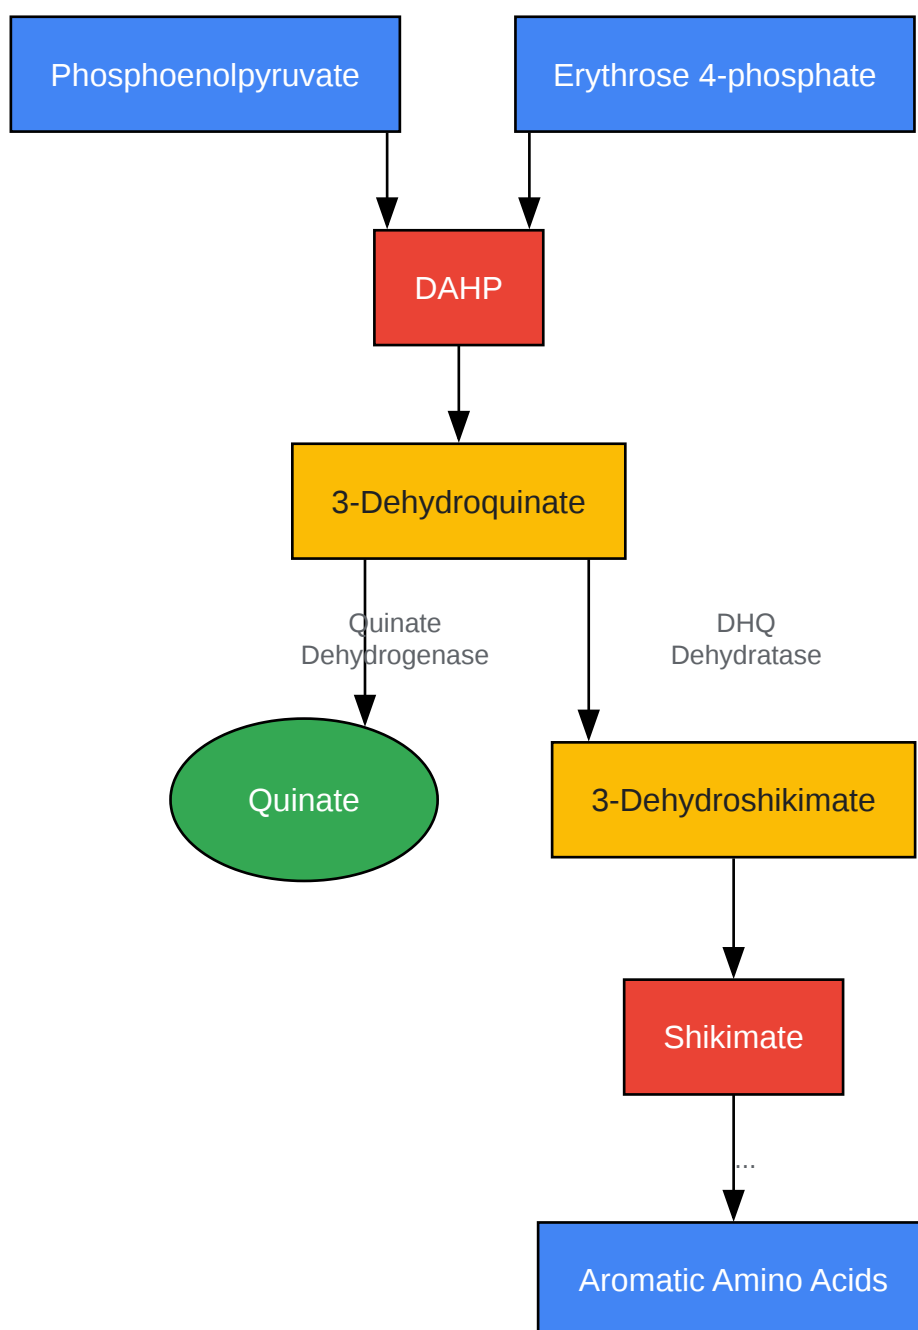 Phosphoenolpyruvate
Erythrose 4-phosphate
DAHP
3-Dehydroquinate
Quinate
Dehydrogenase
DHQ
Dehydratase
Quinate
3-Dehydroshikimate
Shikimate
...
Aromatic Amino Acids